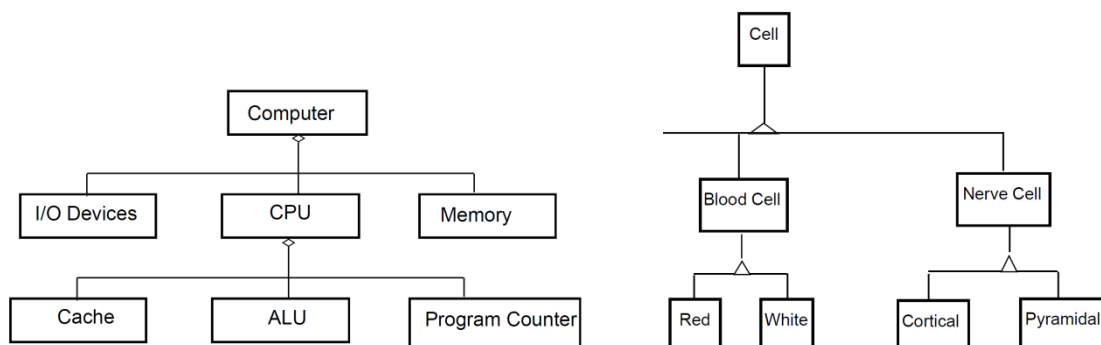 Computer
I/O Devices
CPU
Memory
Cache
ALU
Program Counter
Cell
Blood Cell
Nerve Cell
Red
White
Cortical
Pyramidal